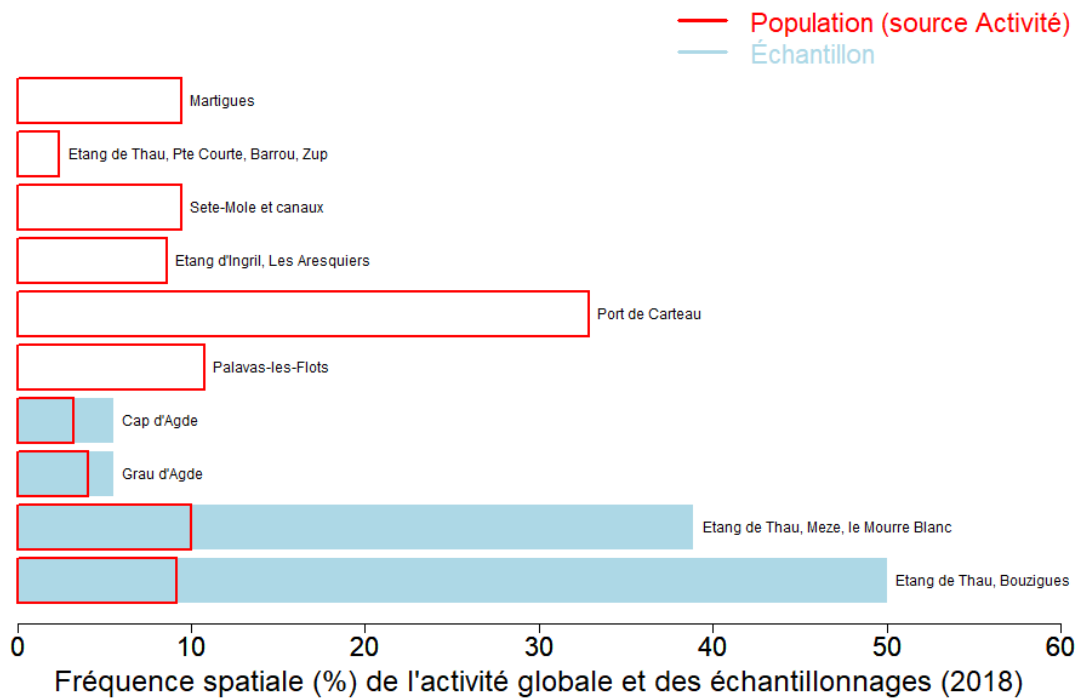 Population (source Activité)
Échantillon
Martigues
Etang de Thau, Pte Courte, Barrou, Zup
Sete-Mole et canaux
Etang d'Ingril, Les Aresquiers
Port de Carteau
Palavas-les-Flots
Cap d'Agde
Grau d'Agde
Etang de Thau, Meze, le Mourre Blanc
Etang de Thau, Bouzigues
0 10 20 30 40 50 60
Fréquence spatiale (%) de l'activité globale et des échantillonnages (2018)